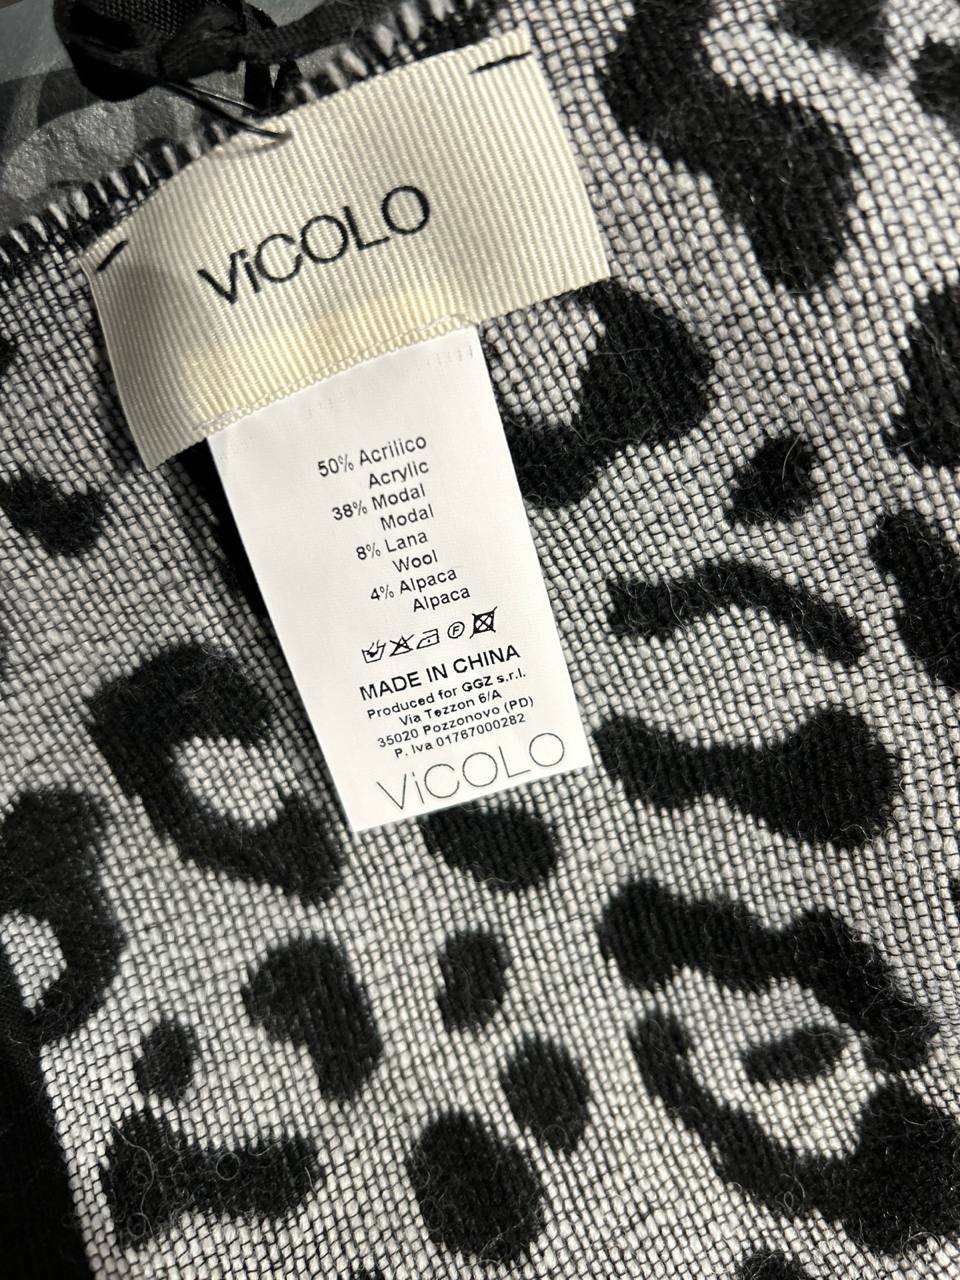 ViCOLO
50% Acrilico
Acrylic
38% Modal
Modal
8% Lana
Wool
4% Alpaca
Alpaca
F
MADE IN CHINA
Produced for GGZ s.r.l.
Via Tezzon 6/A
35020 Pozzonovo (PD)
P. Iva 01767000282
ViCOLO